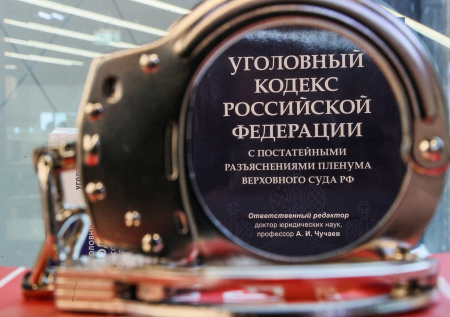 УГОЛОВНЫЙ
КОДЕКС
РОССИЙСКОЙ
ФЕДЕРАЦИИ
С ПОСТАТЕЙНЫМИ
РАЗЪЯСНЕНИЯМИ ПЛЕНУМА
ВЕРХОВНОГО СУДА РФ
Ответственный редактор
доктор юридических наук,
профессор А. И. Чучаев